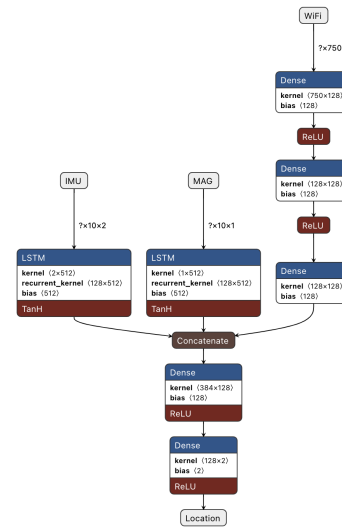 WiFi
?×750
Dense
kernel ⟨750×128⟩
bias ⟨128⟩
ReLU
Dense
kernel ⟨128×128⟩
bias ⟨128⟩
ReLU
Dense
kernel ⟨128×128⟩
bias ⟨128⟩
IMU
?×10×2
LSTM
kernel ⟨2×512⟩
recurrent_kernel ⟨128×512⟩
bias ⟨512⟩
TanH
MAG
?×10×1
LSTM
kernel ⟨1×512⟩
recurrent_kernel ⟨128×512⟩
bias ⟨512⟩
TanH
Concatenate
Dense
kernel ⟨384×128⟩
bias ⟨128⟩
ReLU
Dense
kernel ⟨128×2⟩
bias ⟨2⟩
ReLU
Location